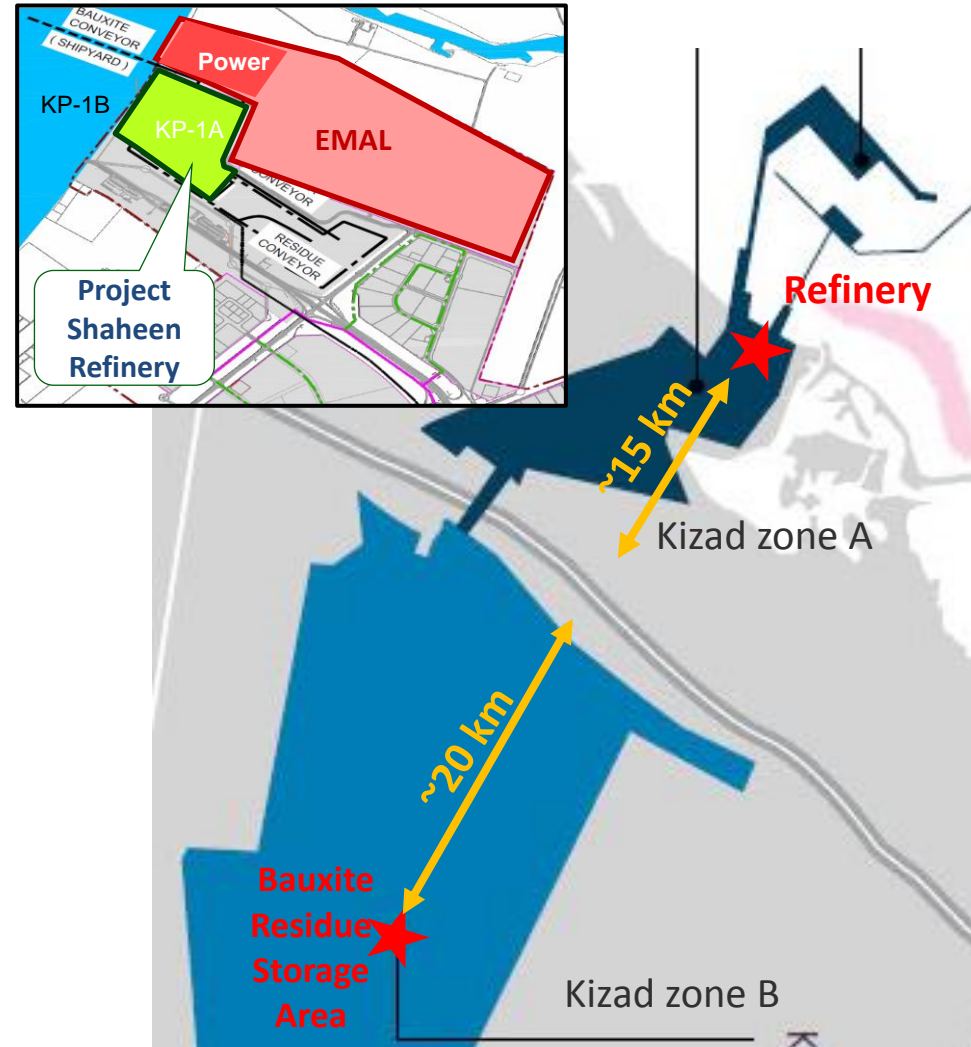 BAUXITE
CONVEYOR
( SHIPYARD )
Power
KP-1B
KP-1A
EMAL
CONVEYOR
RESIDUE
CONVEYOR
Project
Shaheen
Refinery
Refinery
~15 km
Kizad zone A
~20 km
Bauxite
Residue
Storage
Area
Kizad zone B